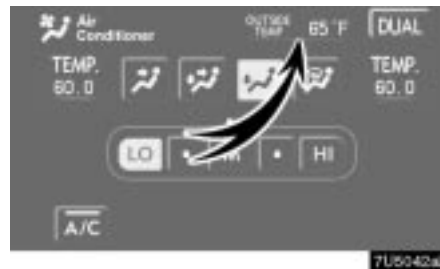 Air
Conditioner
OUTSIDE
TEMP 65°F
DUAL
TEMP.
60.0
TEMP.
60.0
LO • M • HI
A/C
7U5042a